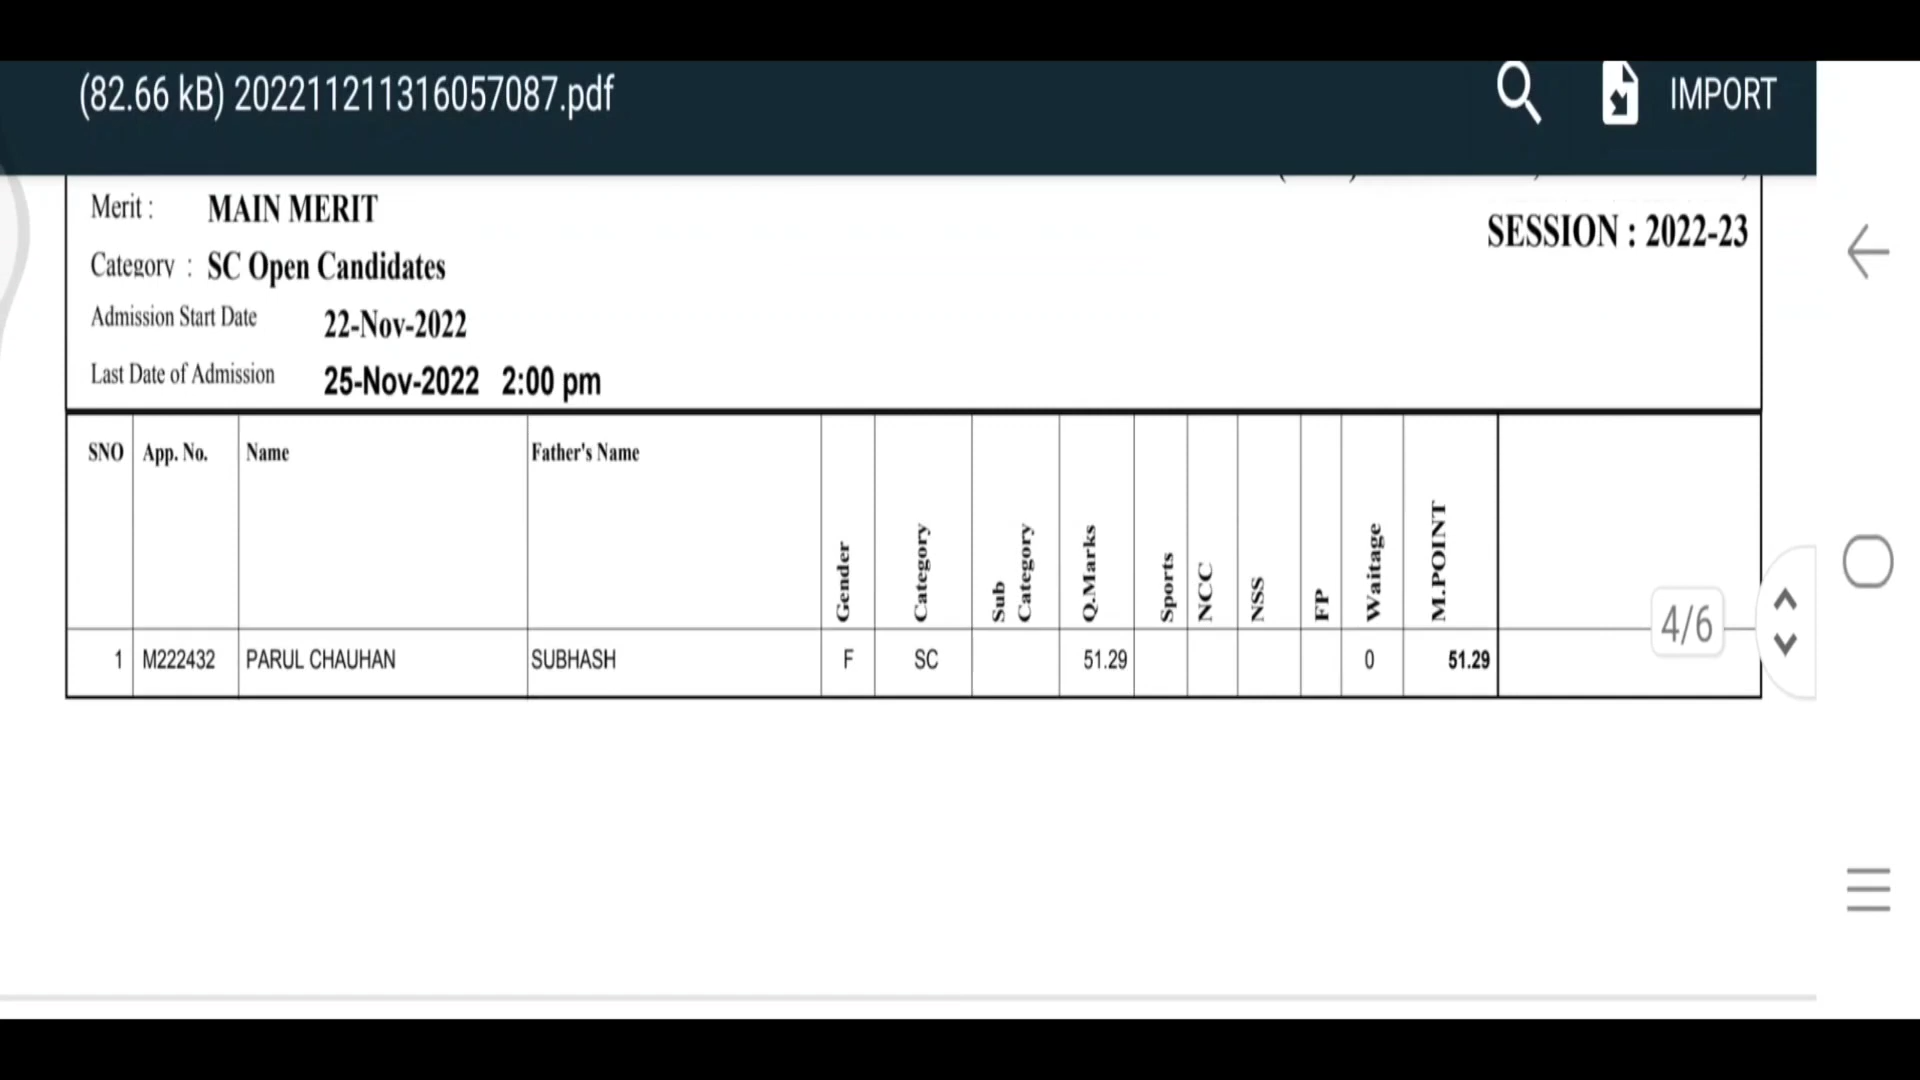 (82.66 kB) 202211211316057087.pdf
IMPORT
Merit : MAIN MERIT
SESSION : 2022-23
Category : SC Open Candidates
Admission Start Date 22-Nov-2022
Last Date of Admission 25-Nov-2022 2:00 pm
SNO App. No. Name Father's Name Gender Category Sub Category Q.Marks Sports NCC NSS FP Waitage M.POINT
4/6
1 M222432 PARUL CHAUHAN SUBHASH F SC 51.29 0 51.29